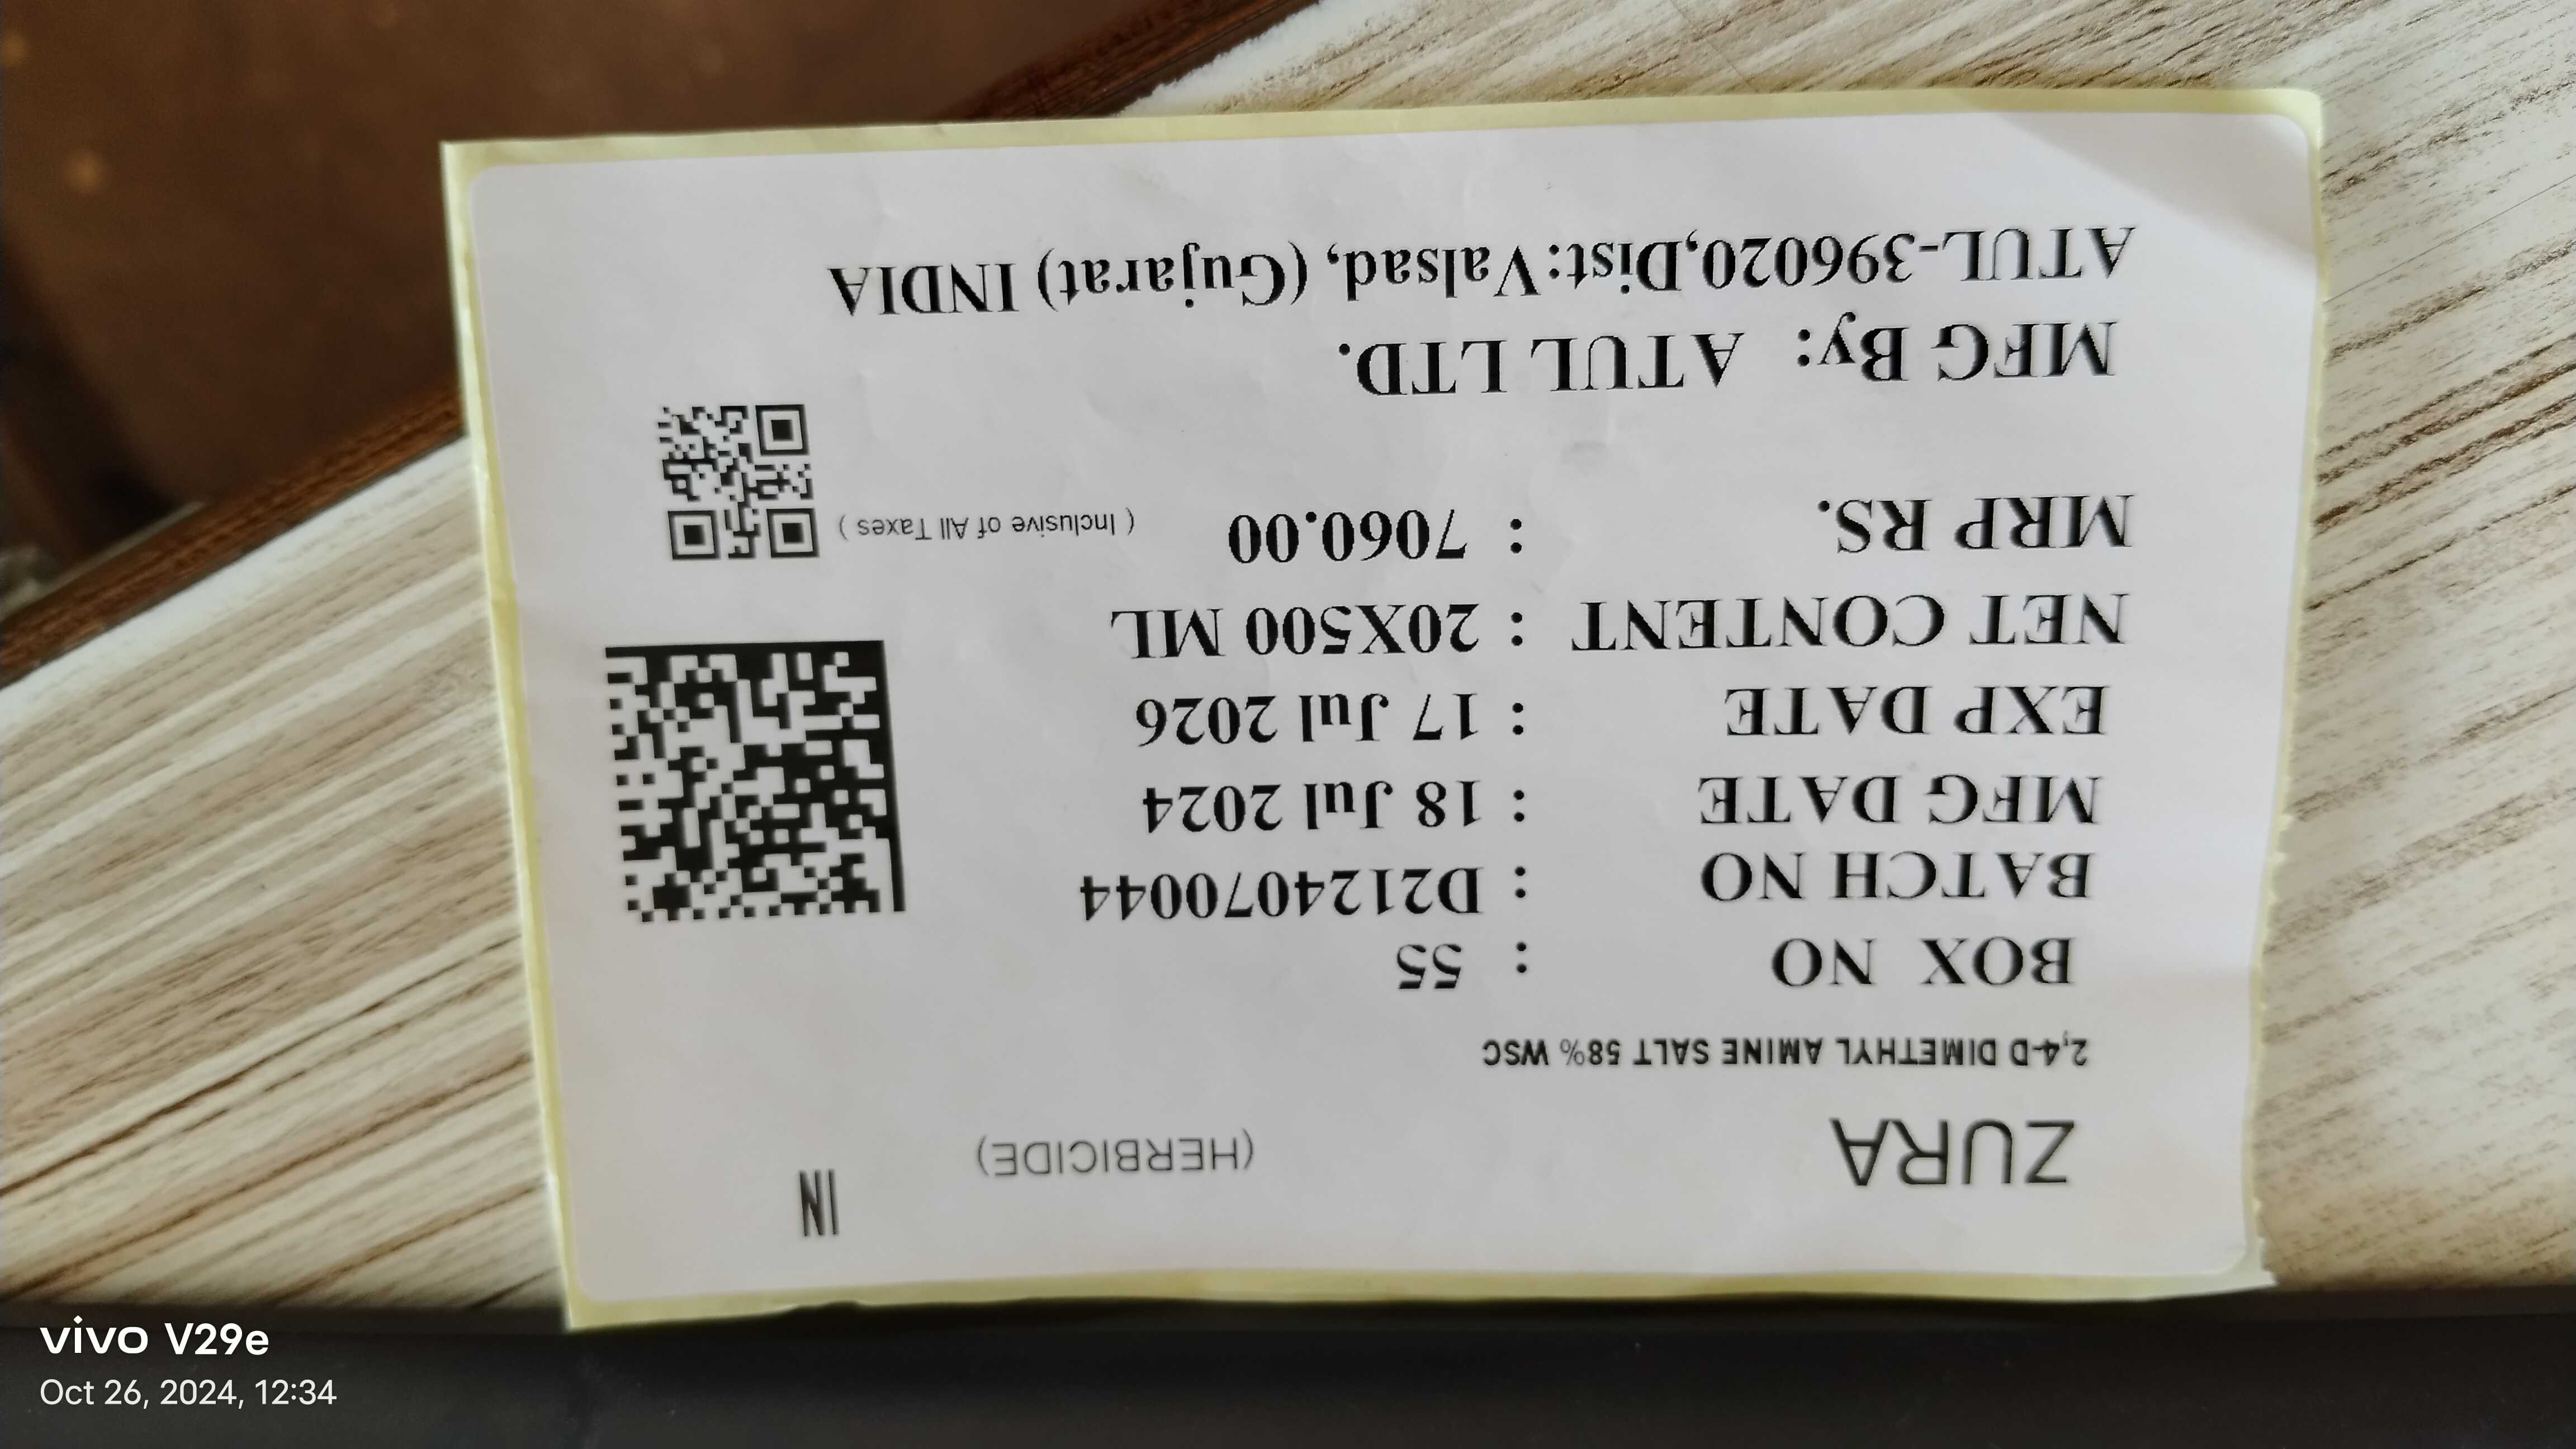 ZURA (HERBICIDE) IN
2,4-D DIMETHYL AMINE SALT 58% WSC
BOX NO : 55
BATCH NO : D2124070044
MFG DATE : 18 Jul 2024
EXP DATE : 17 Jul 2026
NET CONTENT : 20X500 ML
MRP RS. : 7060.00 ( Inclusive of All Taxes )
MFG By: ATUL LTD.
ATUL-396020,Dist:Valsad, (Gujarat) INDIA
vivo V29e
Oct 26, 2024, 12:34